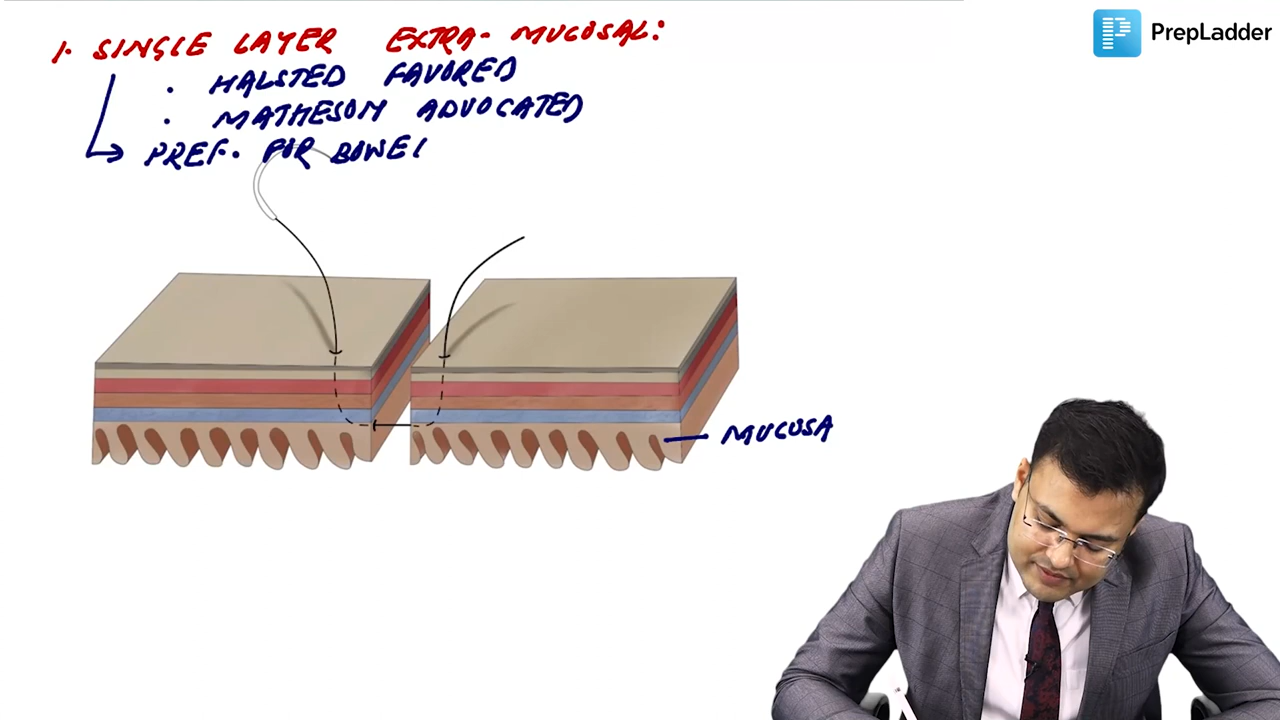 PrepLadder
1. SINGLE LAYER EXTRA-MUCOSAL:
• HALSTED FAVORED
• MATHESON ADVOCATED
→ PREF. FOR BOWEL
MUCOSA